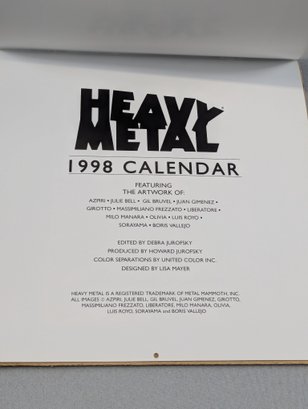 HEAVY
METAL
1998 CALENDAR
FEATURING
THE ARTWORK OF:
AZPIRI • JULIE BELL • GIL BRUVEL • JUAN GIMENEZ •
GIROTTO • MASSIMILIANO FREZZATO • LIBERATORE •
MILO MANARA • OLIVIA • LUIS ROYO •
SORAYAMA • BORIS VALLEJO
EDITED BY DEBRA JUROFSKY
PRODUCED BY HOWARD JUROFSKY
COLOR SEPARATIONS BY UNITED COLOR INC.
DESIGNED BY LISA MAYER
HEAVY METAL IS A REGISTERED TRADEMARK OF METAL MAMMOTH, INC.
ALL IMAGES © AZPIRI, JULIE BELL, GIL BRUVEL, JUAN GIMENEZ, GIROTTO,
MASSIMILIANO FREZZATO, LIBERATORE, MILO MANARA, OLIVIA,
LUIS ROYO, SORAYAMA and BORIS VALLEJO